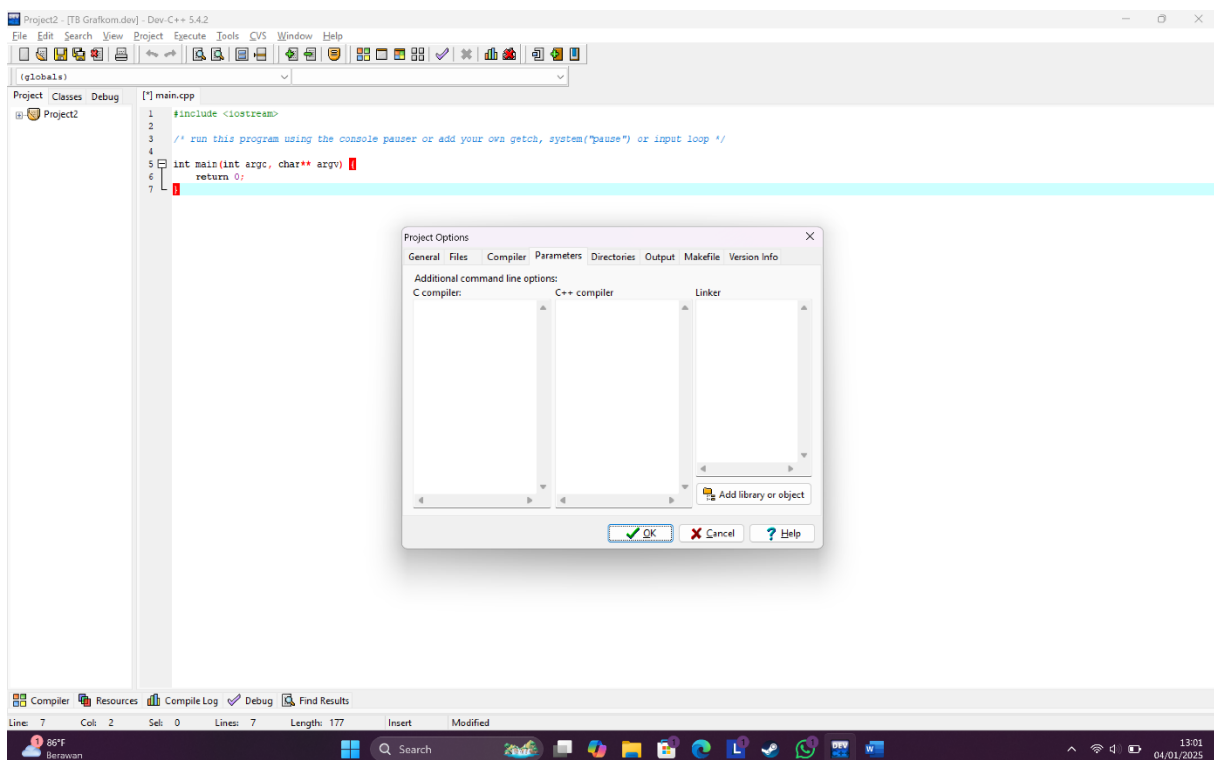 Project2 - [TB Grafkom.dev] - Dev-C++ 5.4.2
File Edit Search View Project Execute Tools CVS Window Help
(globals)
Project Classes Debug
[*] main.cpp
Project2
1 #include <iostream>
2
3 /* run this program using the console pauser or add your own getch, system("pause") or input loop */
4
5 int main(int argc, char** argv) {
6 return 0;
7 }
Project Options
General Files Compiler Parameters Directories Output Makefile Version Info
Additional command line options:
C compiler: C++ compiler Linker
Add library or object
OK Cancel Help
Compiler Resources Compile Log Debug Find Results
Line: 7 Col: 2 Sel: 0 Lines: 7 Length: 177 Insert Modified
1 86°F
Berawan
Search
1
L
DEV
W
13:01
04/01/2025